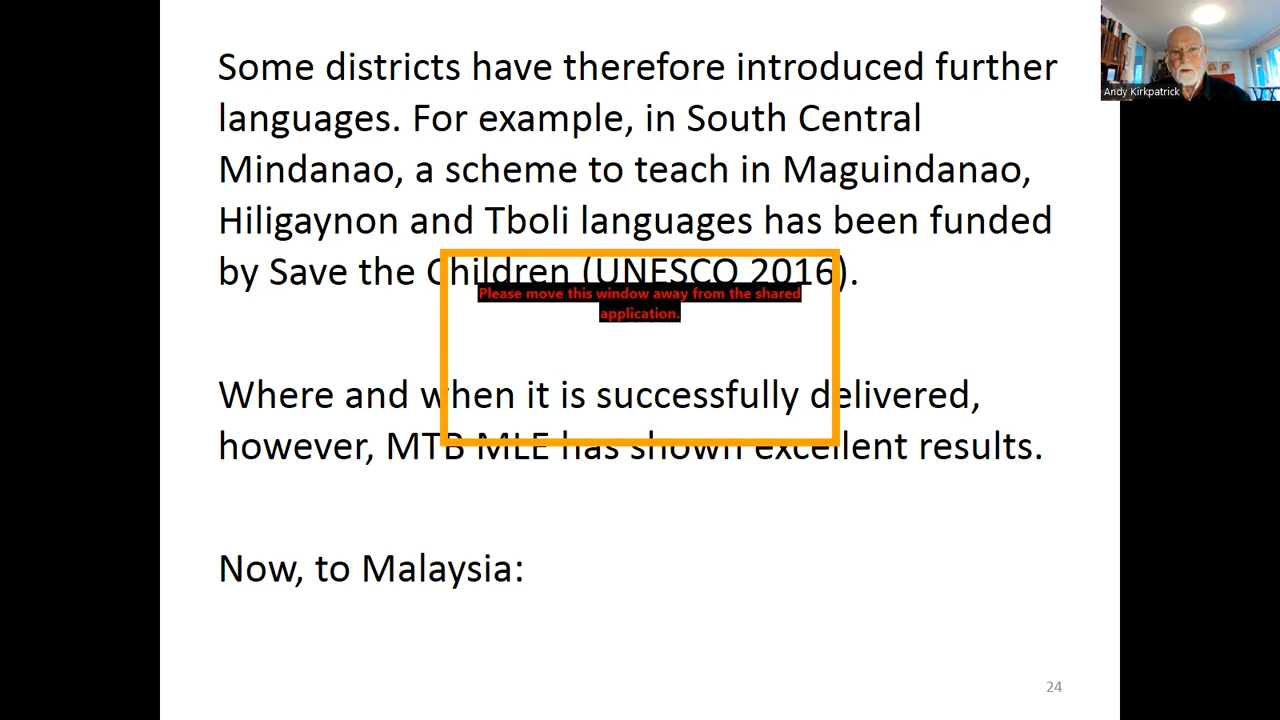 Some districts have therefore introduced further
languages. For example, in South Central
Mindanao, a scheme to teach in Maguindanao,
Hiligaynon and Tboli languages has been funded
by Save the Children (UNESCO 2016).
Please move this window away from the shared
application.
Where and when it is successfully delivered,
however, MTB MLE has shown excellent results.
Now, to Malaysia:
24
Andy Kirkpatrick